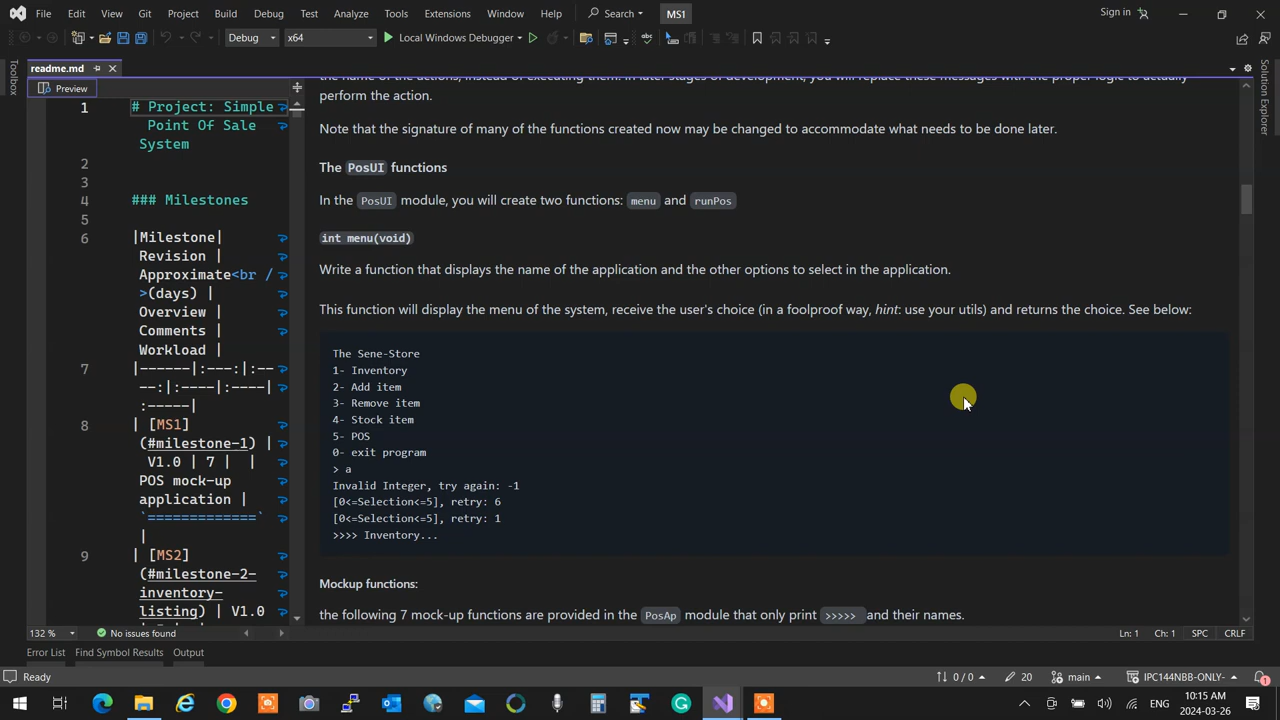 File Edit View Git Project Build Debug Test Analyze Tools Extensions Window Help Search MS1 Sign in
Debug x64 Local Windows Debugger
Toolbox
readme.md
Preview
Solution Explorer
1 # Project: Simple
Point Of Sale
System
2
3
4 ### Milestones
5
6 |Milestone|
Revision |
Approximate<br /
>(days) |
Overview |
Comments |
Workload |
7 |------|:---:|:--
--:|:----|:----|
:-----|
8 | [MS1]
(#milestone-1) |
V1.0 | 7 | |
POS mock-up
application |
`=============`
|
9 | [MS2]
(#milestone-2-
inventory-
listing) | V1.0
perform the action.
Note that the signature of many of the functions created now may be changed to accommodate what needs to be done later.
The PosUI functions
In the PosUI module, you will create two functions: menu and runPos
int menu(void)
Write a function that displays the name of the application and the other options to select in the application.
This function will display the menu of the system, receive the user's choice (in a foolproof way, hint: use your utils) and returns the choice. See below:
The Sene-Store
1- Inventory
2- Add item
3- Remove item
4- Stock item
5- POS
0- exit program
> a
Invalid Integer, try again: -1
[0<=Selection<=5], retry: 6
[0<=Selection<=5], retry: 1
>>>> Inventory...
Mockup functions:
the following 7 mock-up functions are provided in the PosAp module that only print >>>>> and their names.
132 % No issues found Ln: 1 Ch: 1 SPC CRLF
Error List Find Symbol Results Output
Ready 0 / 0 20 main IPC144NBB-ONLY- 1
ENG 10:15 AM
2024-03-26